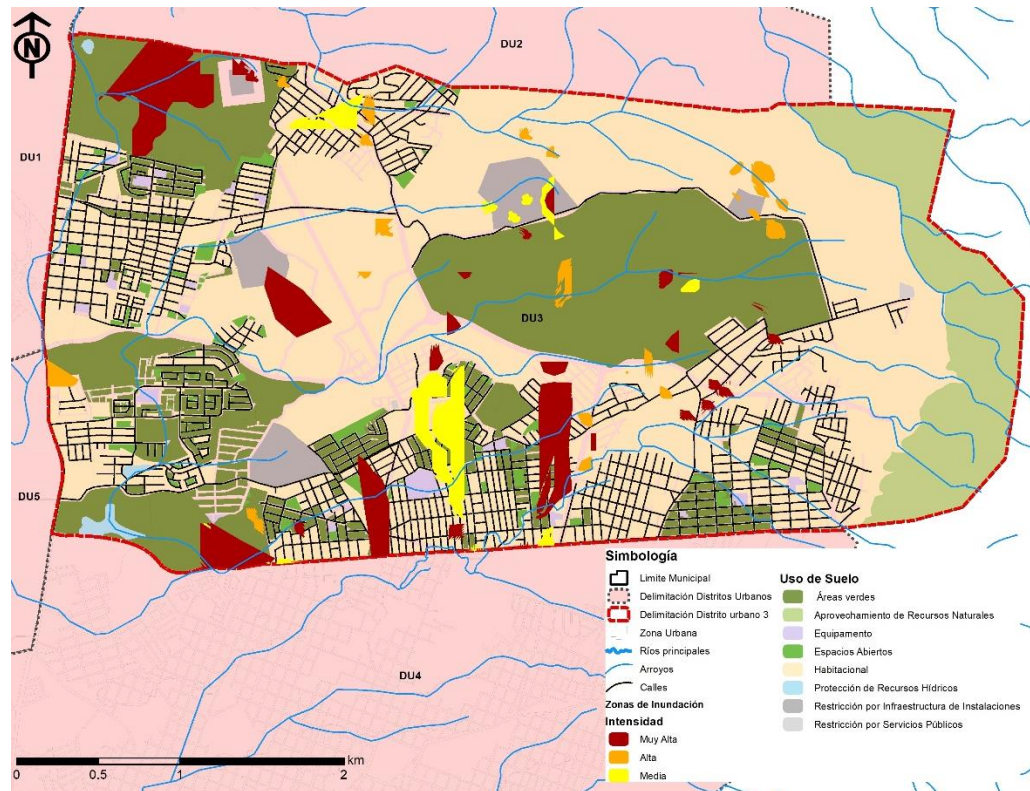 N
DU2
DU1
DU3
DU5
DU4
km
0
0.5
1
2
Simbología
Limite Municipal
Delimitación Distritos Urbanos
Delimitación Distrito urbano 3
Zona Urbana
Ríos principales
Arroyos
Calles
Zonas de Inundación
Intensidad
Muy Alta
Alta
Media
Uso de Suelo
Áreas verdes
Aprovechamiento de Recursos Naturales
Equipamento
Espacios Abiertos
Habitacional
Protección de Recursos Hídricos
Restricción por Infraestructura de Instalaciones
Restricción por Servicios Públicos